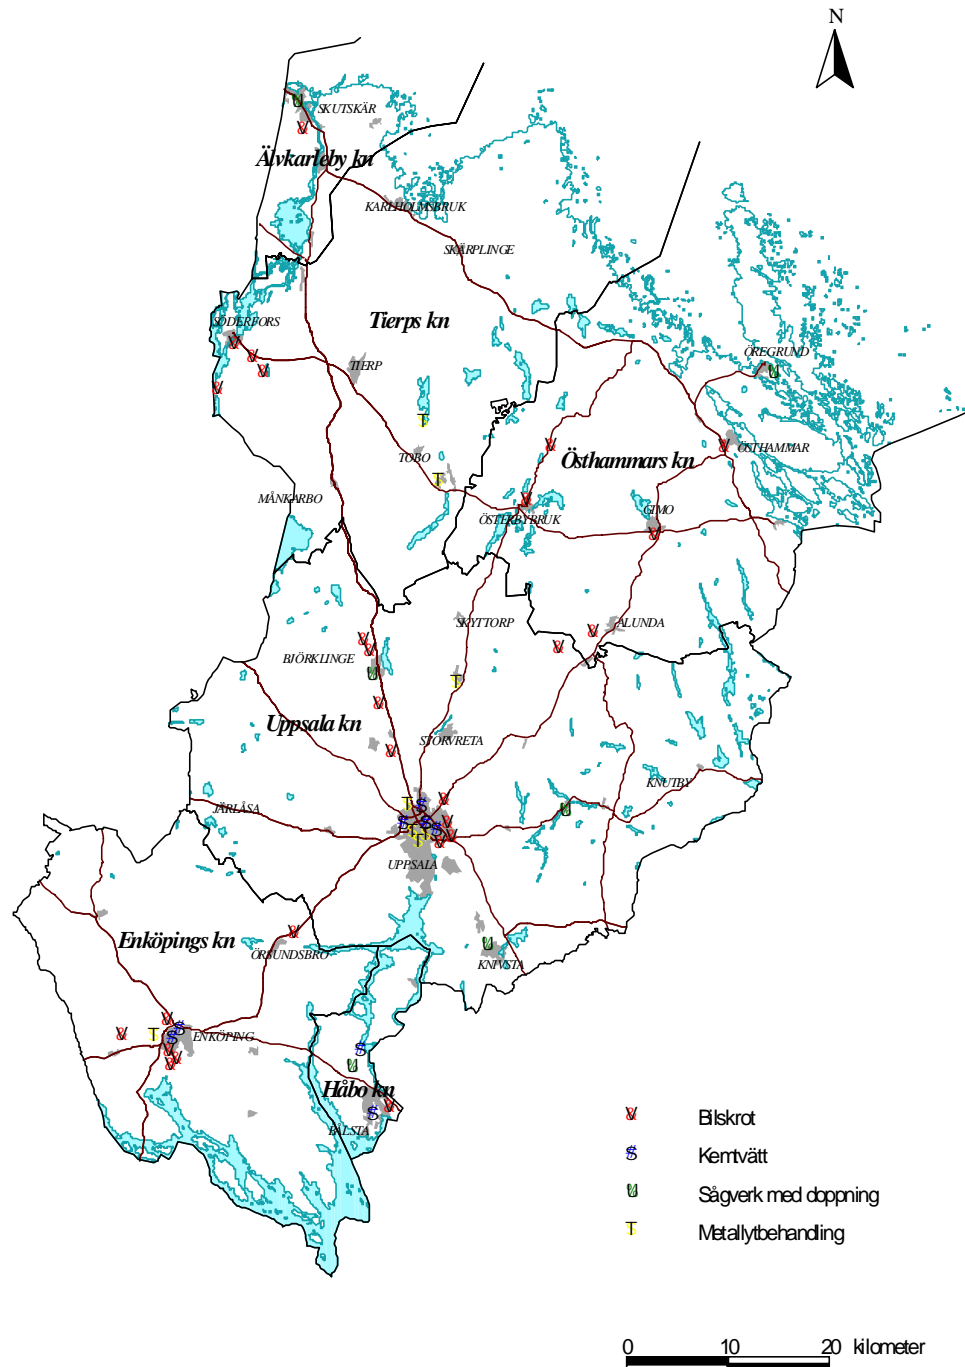 N
SKUTSKÄR
Älvkarleby kn
KARLHOLMSBRUK
SKÄRPLINGE
SÖDERFORS
Tierps kn
TIERP
ÖREGRUND
TOBO
Östhammars kn
ÖSTHAMMAR
MÅNKARBO
ÖSTERBYBRUK
GIMO
SKYTTORP
ALUNDA
BJÖRKLINGE
Uppsala kn
STORVRETA
KNUTBY
JÄRLÅSA
UPPSALA
Enköpings kn
ÖRSUNDSBRO
KNIVSTA
ENKÖPING
Håbo kn
BÅLSTA
Bilskrot
Kemtvätt
Sågverk med doppning
Metallytbehandling
0 10 20 kilometer